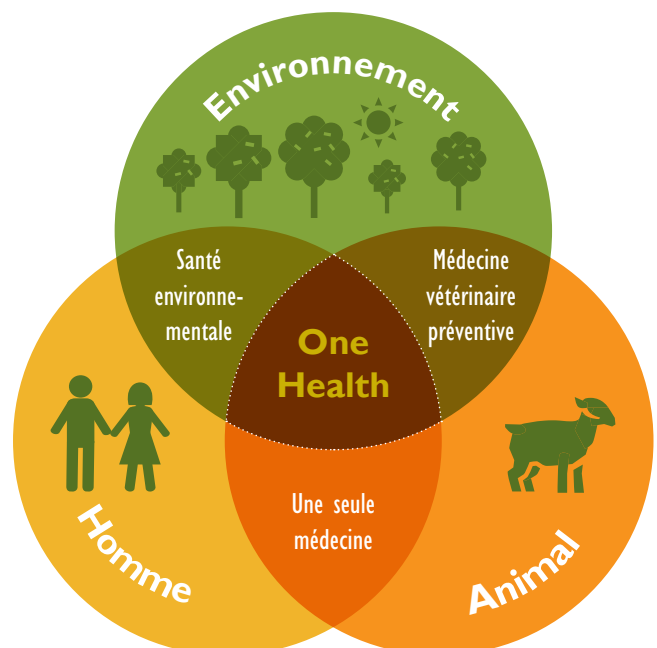 Environnement
Santé
environne-
mentale
Médecine
vétérinaire
préventive
One
Health
Une seule
médecine
Homme
Animal